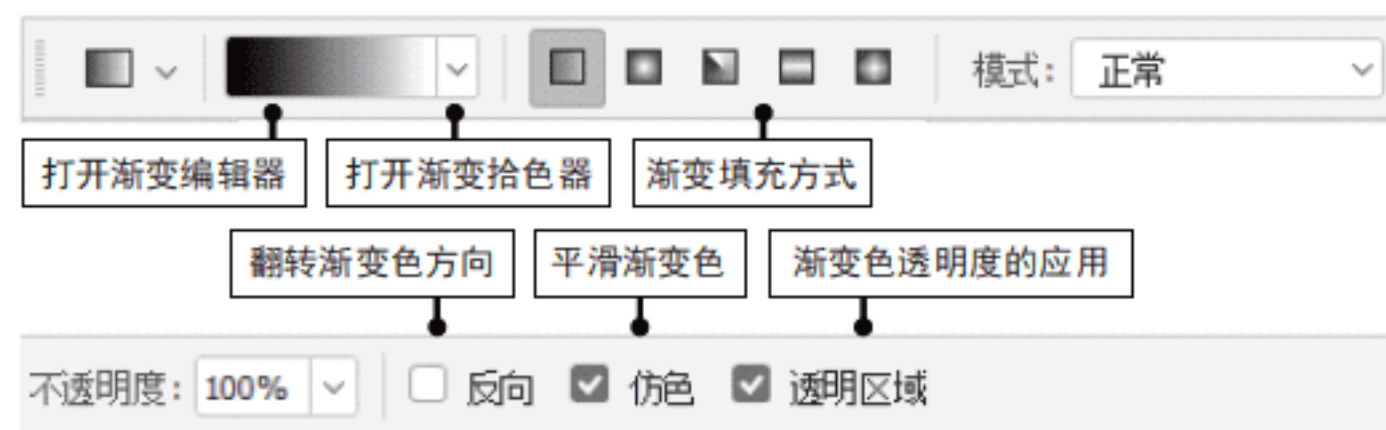 模式: 正常
打开渐变编辑器 打开渐变拾色器 渐变填充方式
翻转渐变色方向 平滑渐变色 渐变色透明度的应用
不透明度: 100% 反向 仿色 透明区域